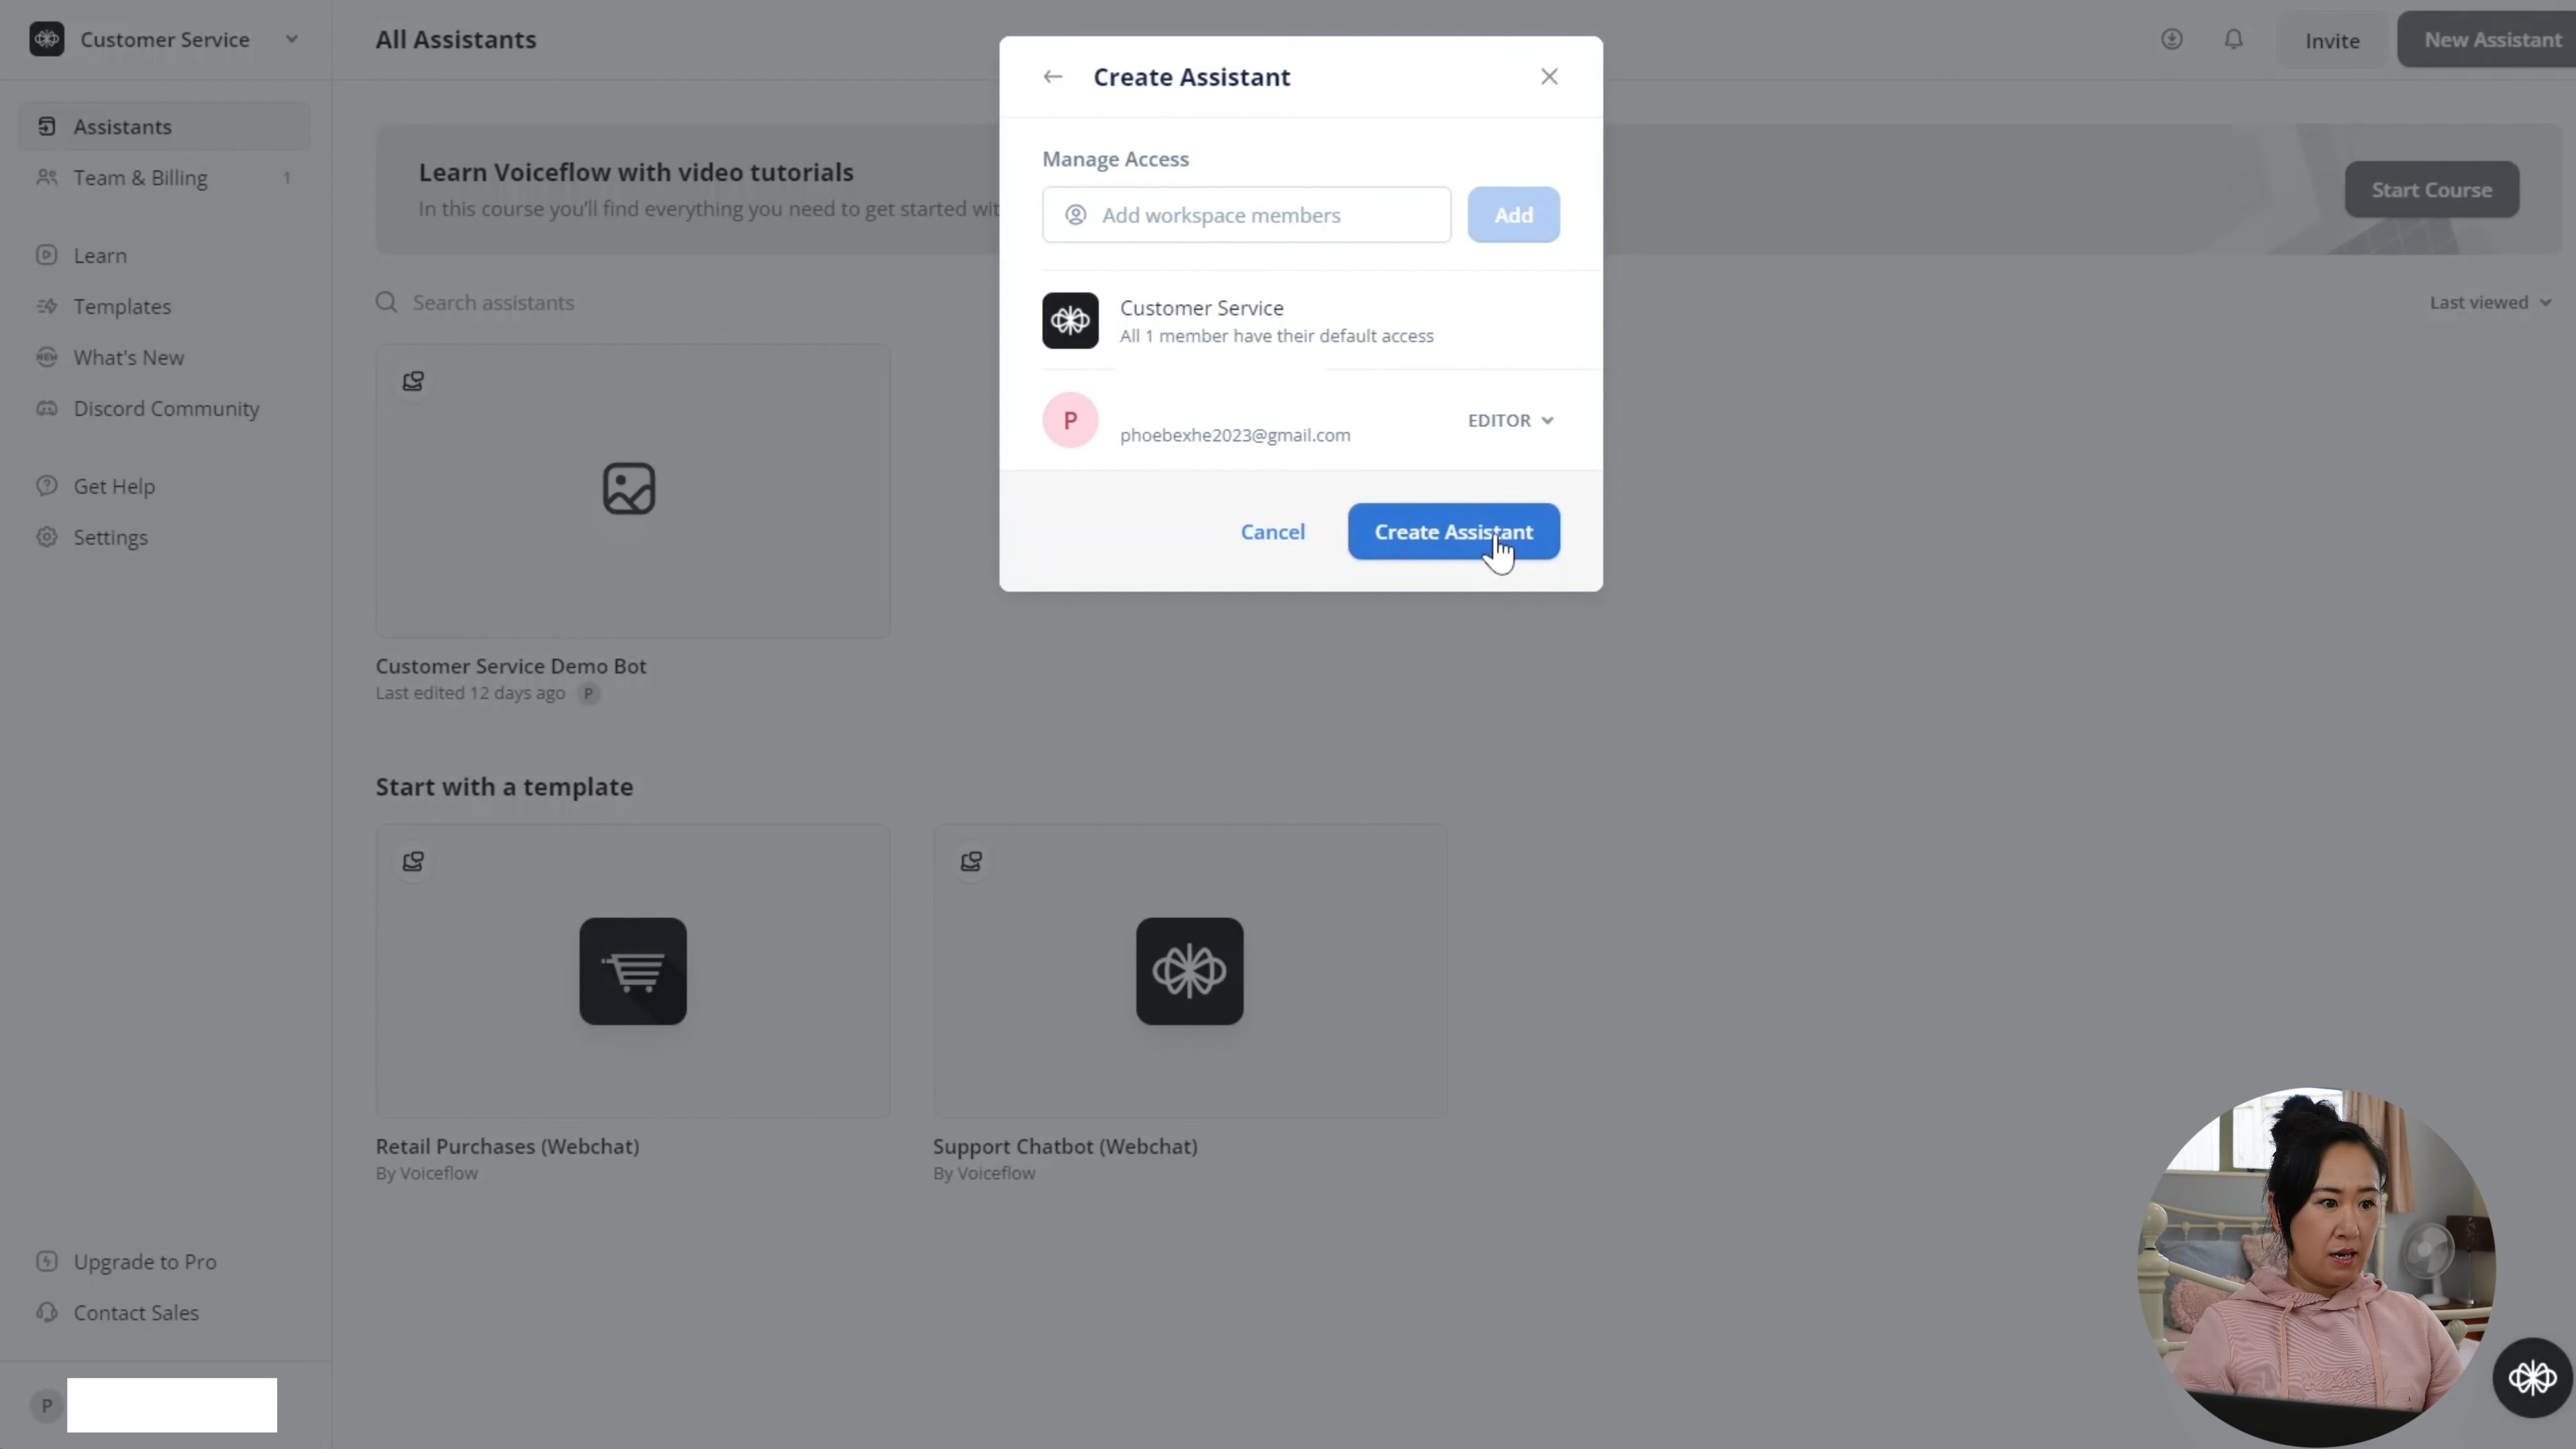 Customer Service
All Assistants
Invite
New Assistant
Assistants
Team & Billing 1
Learn
Templates
What's New
NEW
Discord Community
Get Help
Settings
Learn Voiceflow with video tutorials
In this course you'll find everything you need to get started wit
Start Course
Search assistants
Last viewed
Create Assistant
Manage Access
Add workspace members
Add
Customer Service
All 1 member have their default access
P
phoebexhe2023@gmail.com
EDITOR
Cancel
Create Assistant
Customer Service Demo Bot
Last edited 12 days ago P
Start with a template
Retail Purchases (Webchat)
By Voiceflow
Support Chatbot (Webchat)
By Voiceflow
Upgrade to Pro
Contact Sales
P